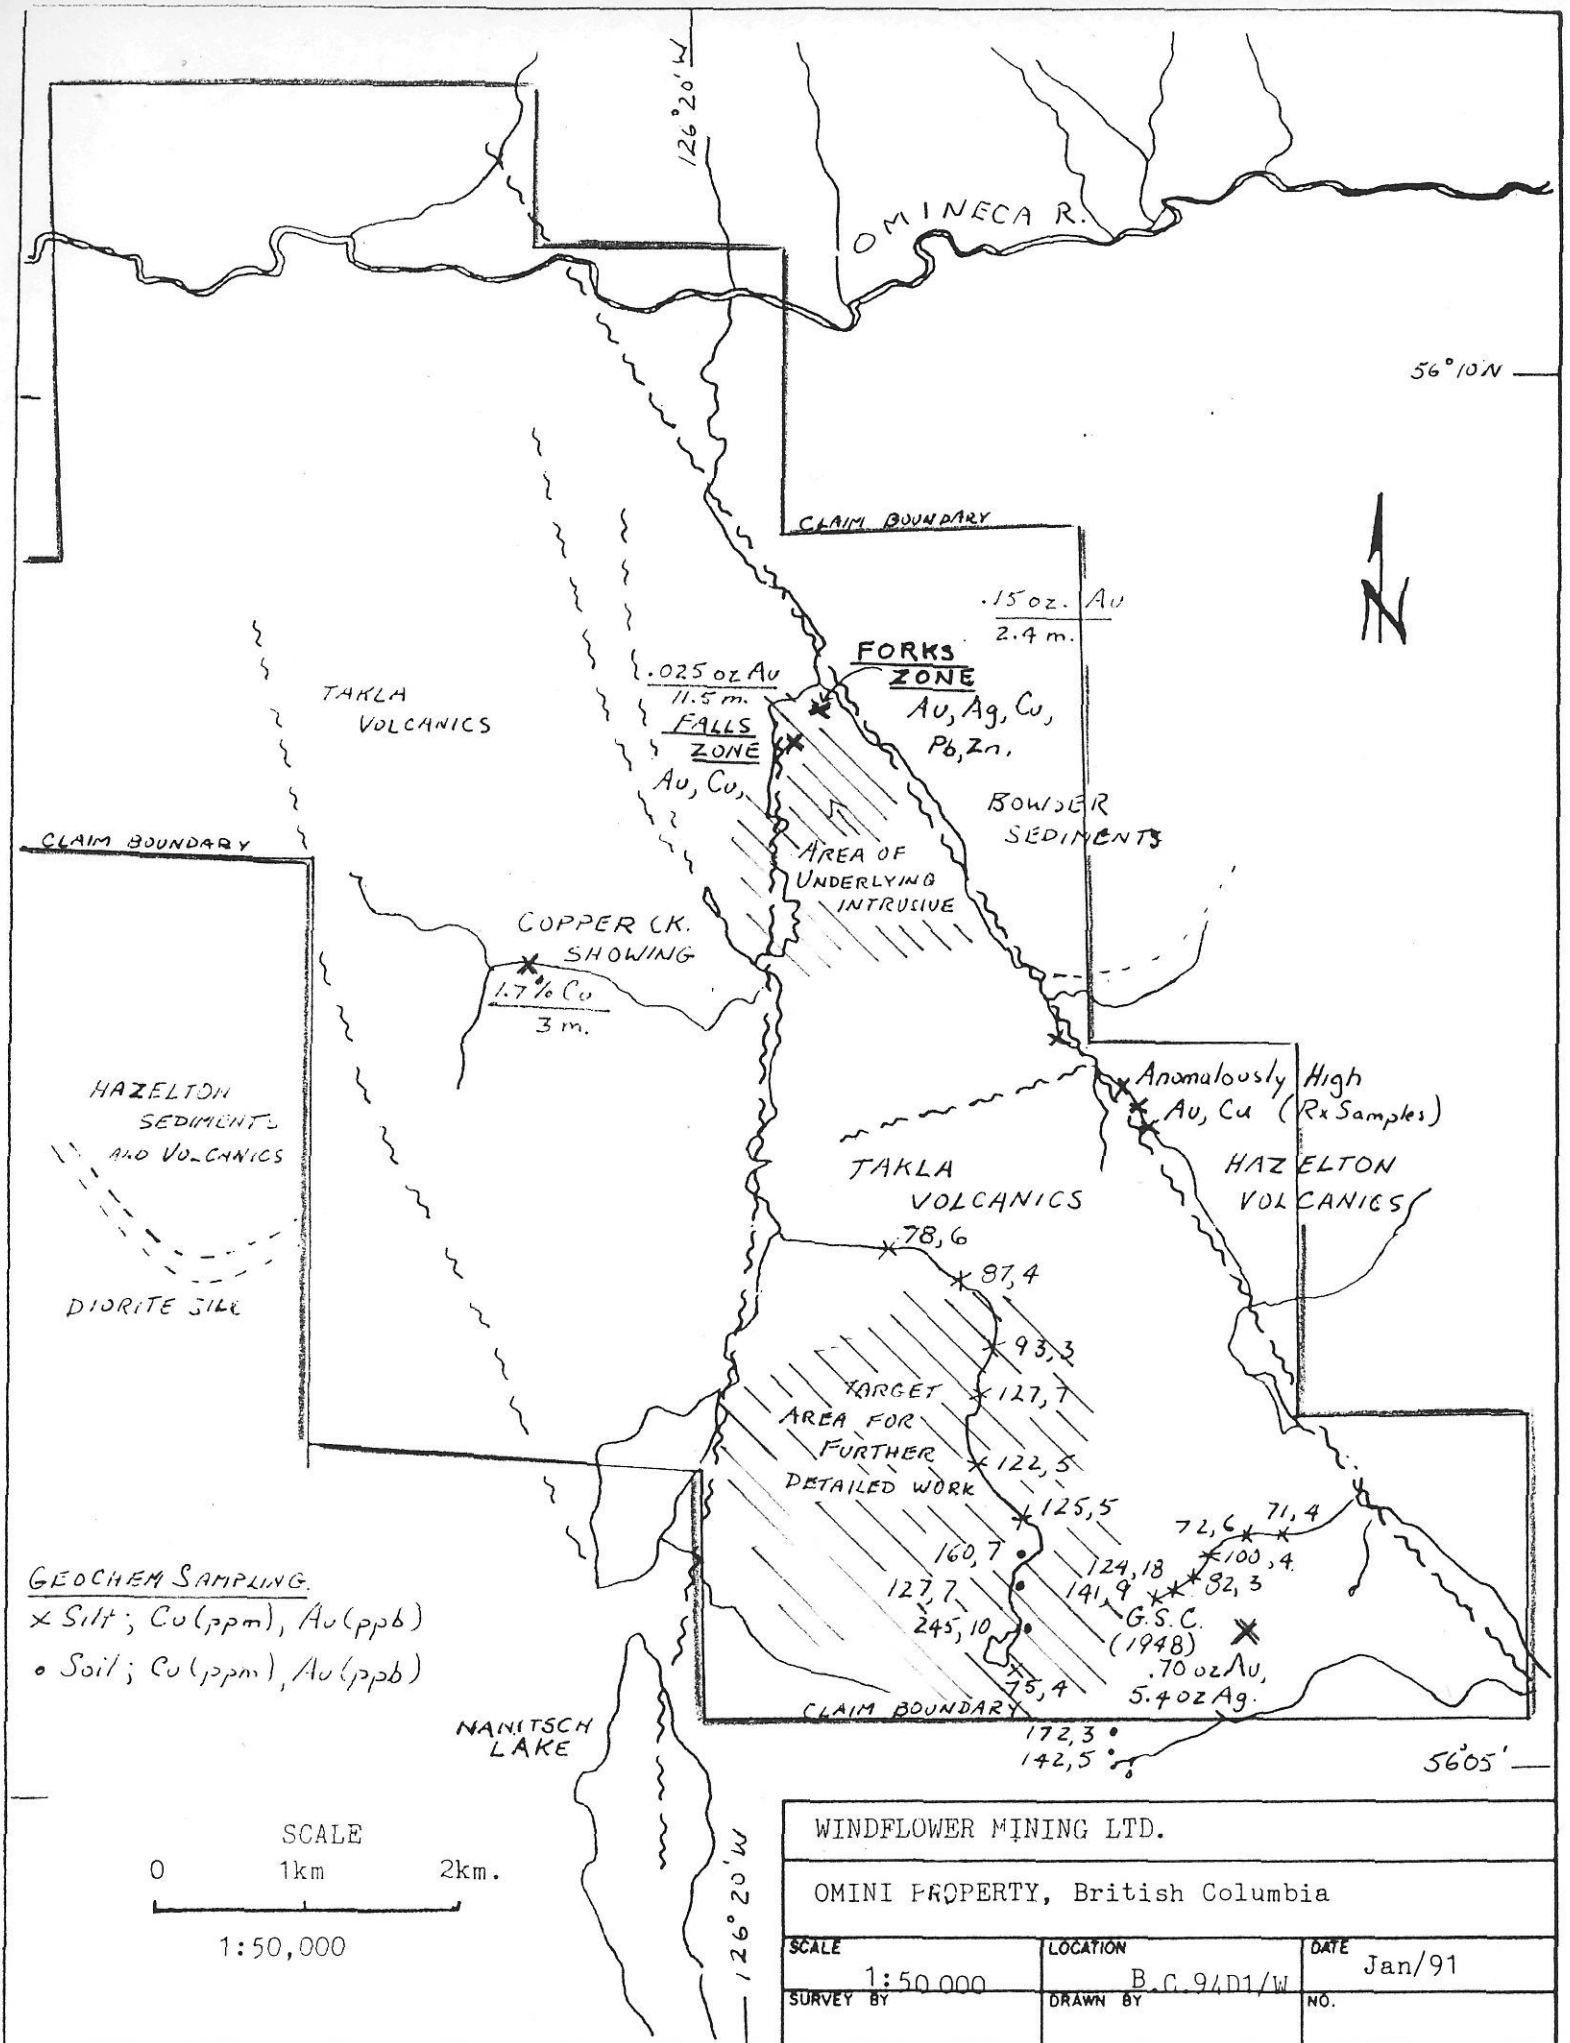 126°20'W
OMINECA R.
56°10'N
CLAIM BOUNDARY
.15 oz. Au
2.4 m.
FORKS
ZONE
Au, Ag, Cu,
Pb, Zn.
.025 oz Au
11.5 m.
FALLS
ZONE
Au, Cu,
TAKLA
VOLCANICS
BOWSER
SEDIMENTS
CLAIM BOUNDARY
AREA OF
UNDERLYING
INTRUSIVE
COPPER CK.
SHOWING
1.7% Cu
3 m.
HAZELTON
SEDIMENTS
AND VOLCANICS
DIORITE SILL
Anomalously High
Au, Cu (Rx Samples)
TAKLA
VOLCANICS
HAZELTON
VOLCANICS
78,6
87,4
93,3
127,7
122,5
125,5
TARGET
AREA FOR
FURTHER
DETAILED WORK
160,7
127,7
245,10
75,4
72,6
71,4
100,4
124,18
82,3
141,9
G.S.C.
(1948)
.70 oz Au,
5.4 oz Ag.
CLAIM BOUNDARY
172,3
142,5
56°05'
GEOCHEM SAMPLING.
x Silt; Cu (ppm), Au (ppb)
• Soil; Cu (ppm), Au (ppb)
NANITSCH
LAKE
126°20'W
SCALE
0 1km 2km.
1:50,000
WINDFLOWER MINING LTD.
OMINI PROPERTY, British Columbia
SCALE
1:50 000
LOCATION
B.C. 94D1/W
DATE
Jan/91
SURVEY BY
DRAWN BY
NO.